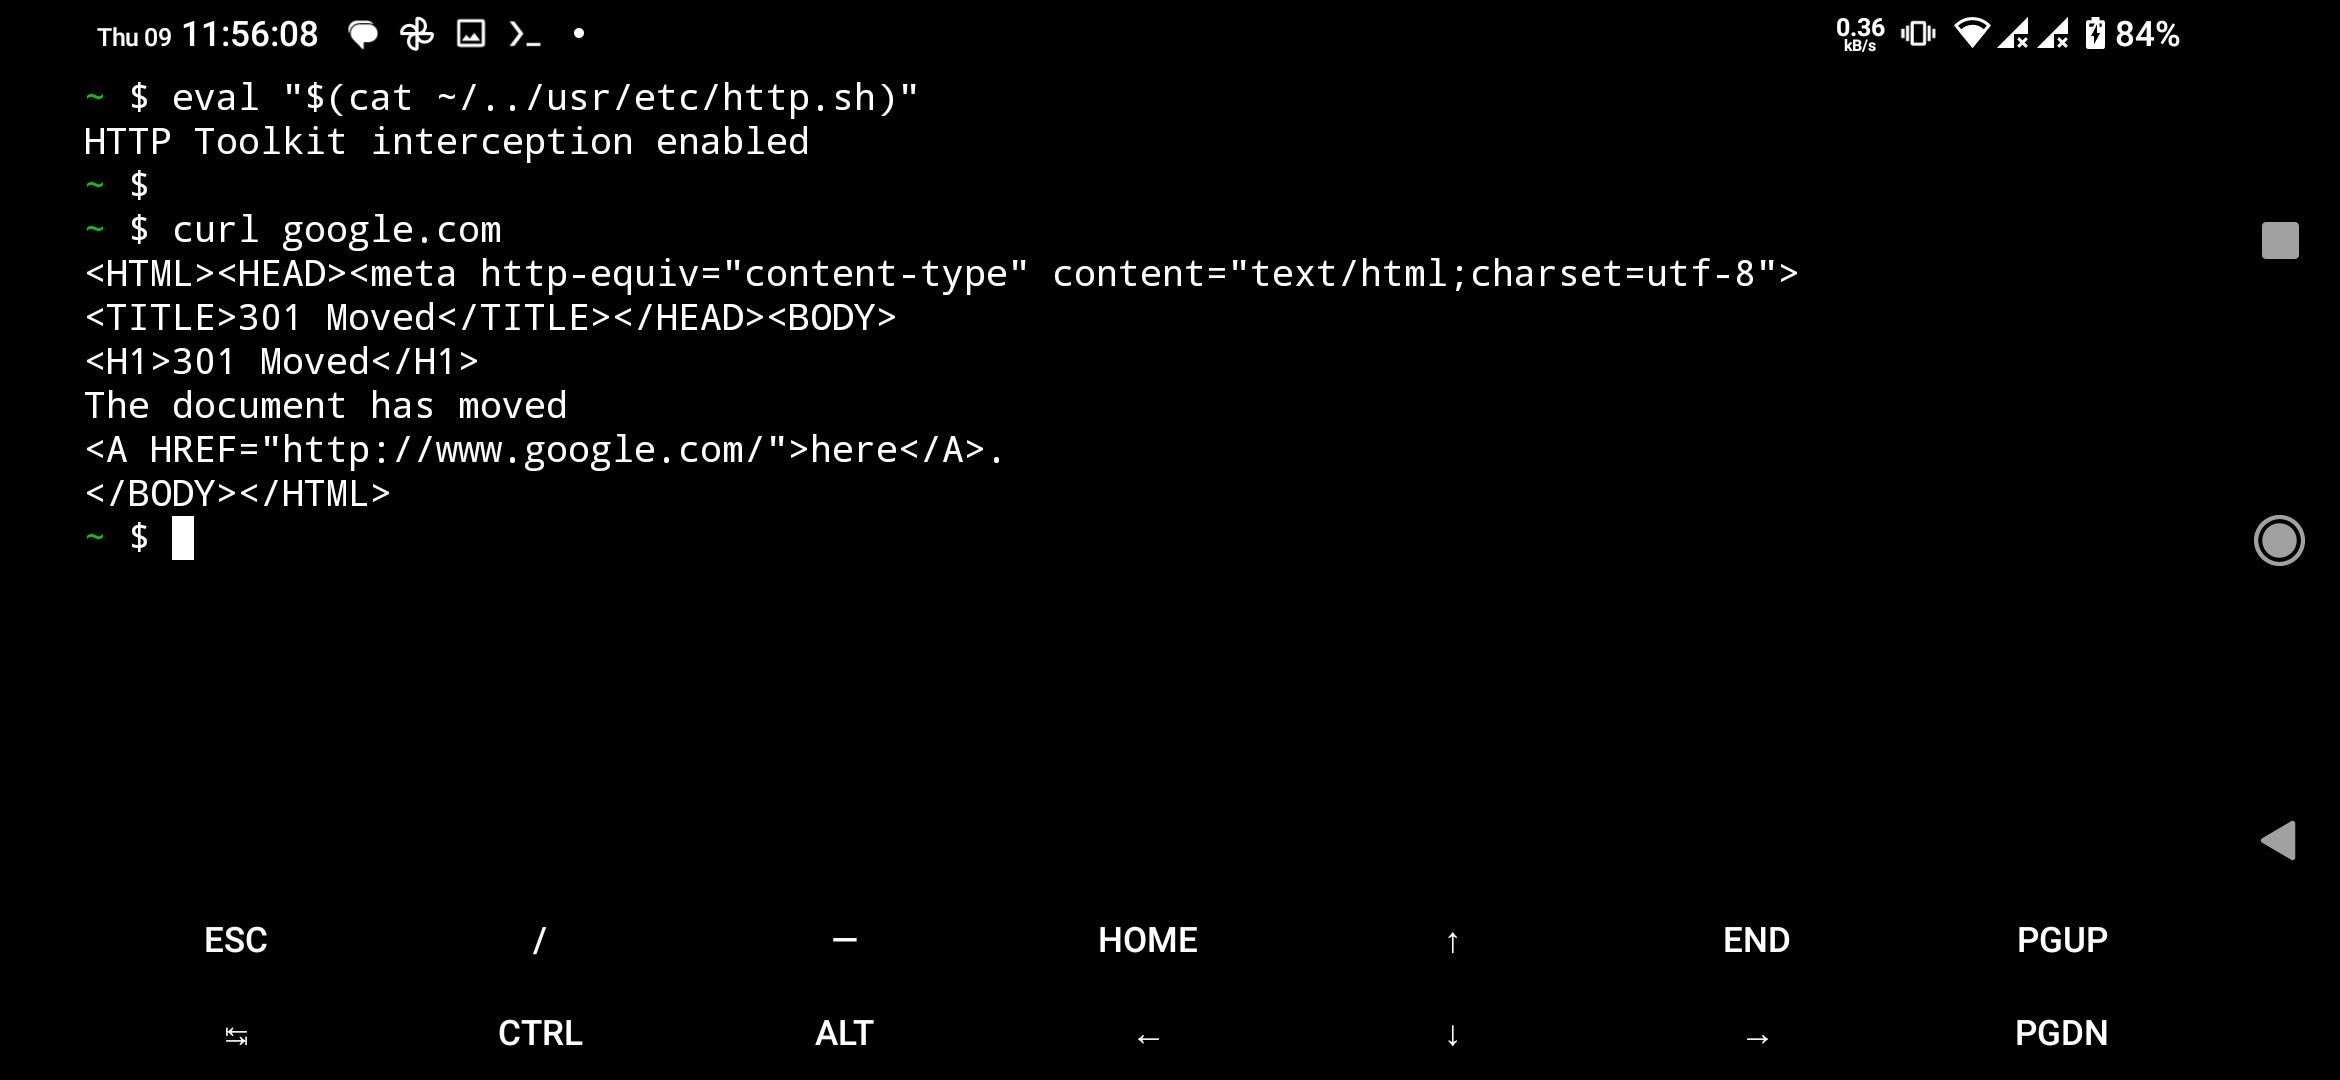 Thu 09 11:56:08 0.36 kB/s 84%
~ $ eval "$(cat ~/../usr/etc/http.sh)"
HTTP Toolkit interception enabled
~ $
~ $ curl google.com
<HTML><HEAD><meta http-equiv="content-type" content="text/html;charset=utf-8">
<TITLE>301 Moved</TITLE></HEAD><BODY>
<H1>301 Moved</H1>
The document has moved
<A HREF="http://www.google.com/">here</A>.
</BODY></HTML>
~ $
ESC / — HOME ↑ END PGUP
↹ CTRL ALT ← ↓ → PGDN